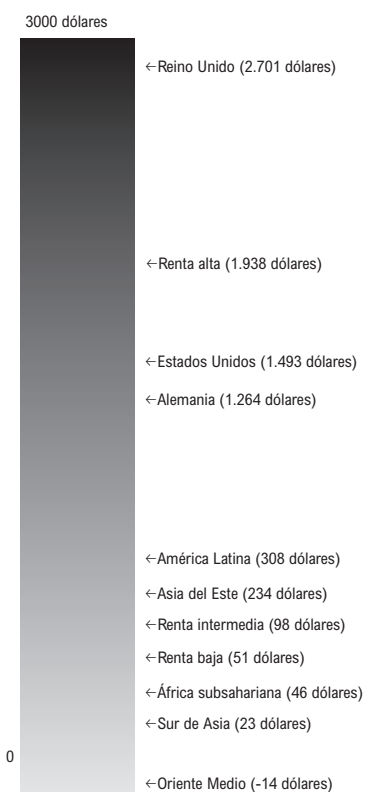 3000 dólares
←Reino Unido (2.701 dólares)
←Renta alta (1.938 dólares)
←Estados Unidos (1.493 dólares)
←Alemania (1.264 dólares)
←América Latina (308 dólares)
←Asia del Este (234 dólares)
←Renta intermedia (98 dólares)
←Renta baja (51 dólares)
←África subsahariana (46 dólares)
←Sur de Asia (23 dólares)
0
←Oriente Medio (-14 dólares)